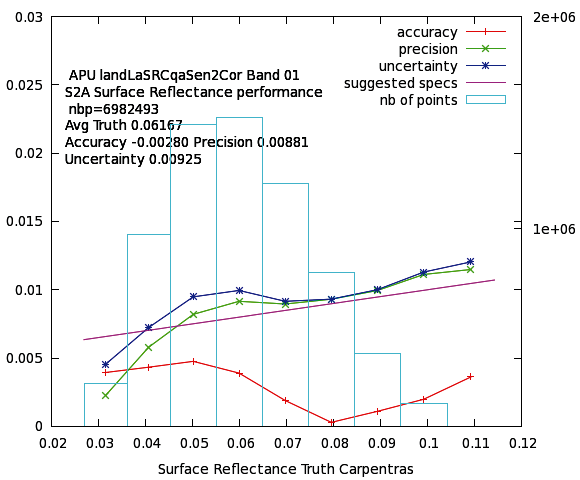 0.03
2e+06
accuracy
precision
uncertainty
suggested specs
nb of points
APU landLaSRCqaSen2Cor Band 01
S2A Surface Reflectance performance
nbp=6982493
Avg Truth 0.06167
Accuracy -0.00280 Precision 0.00881
Uncertainty 0.00925
0.025
0.02
0.015
1e+06
0.01
0.005
0
0
0.02 0.03 0.04 0.05 0.06 0.07 0.08 0.09 0.1 0.11 0.12
Surface Reflectance Truth Carpentras